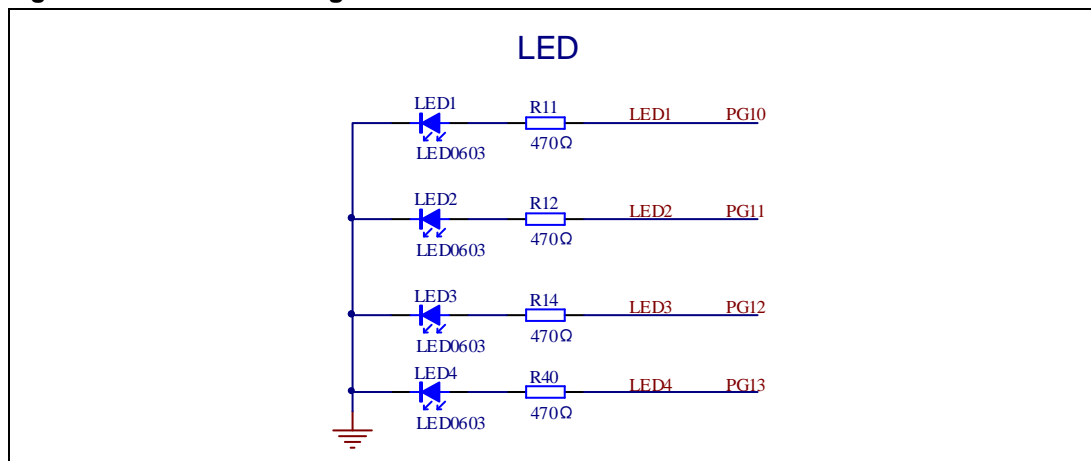 LED
LED1 R11 LED1 PG10
LED0603 470Ω
LED2 R12 LED2 PG11
LED0603 470Ω
LED3 R14 LED3 PG12
LED0603 470Ω
LED4 R40 LED4 PG13
LED0603 470Ω